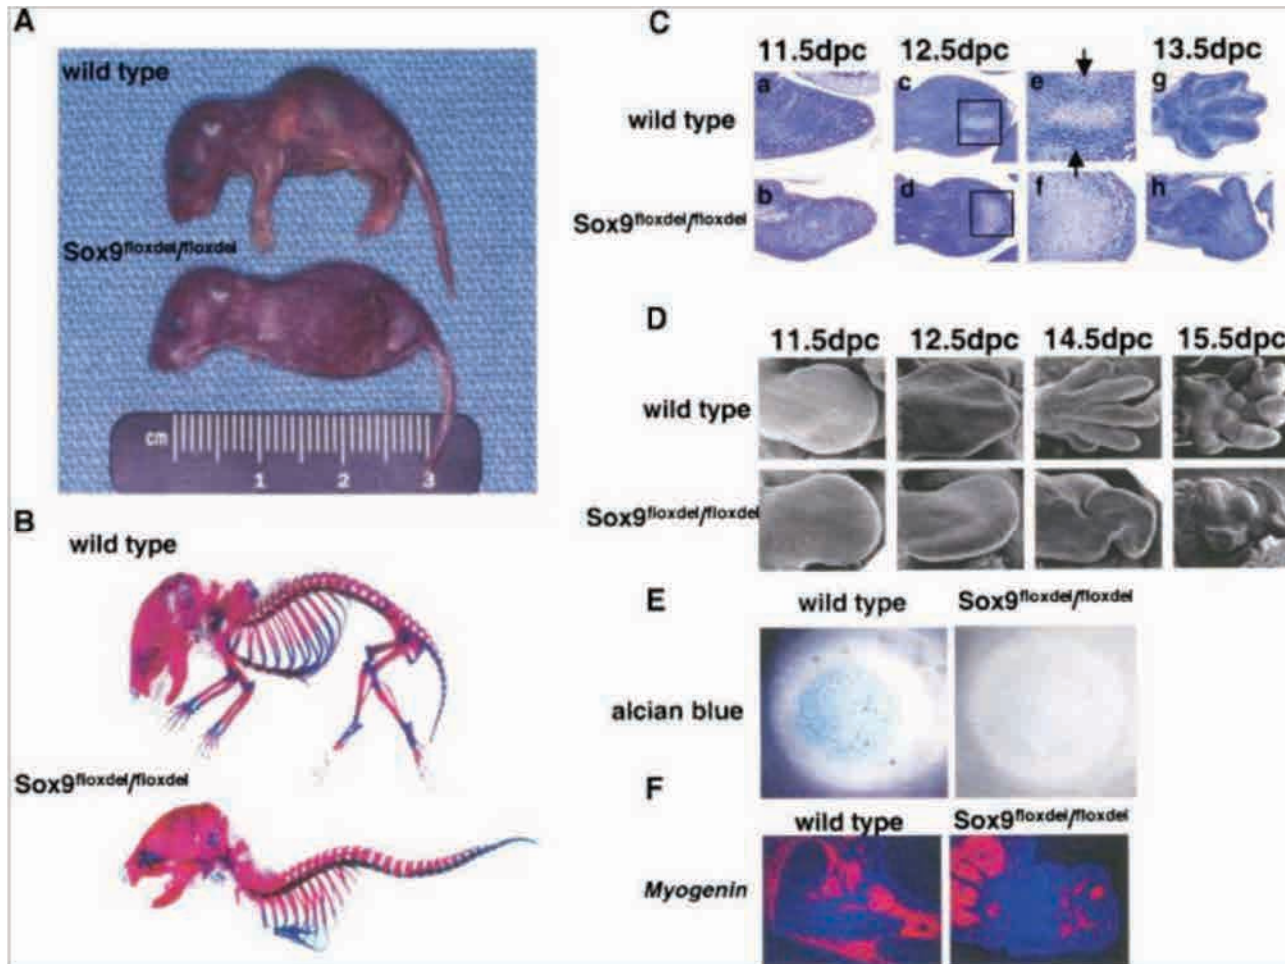 A
wild type
Sox9floxdel/floxdel
cm
1 2 3
B
wild type
Sox9floxdel/floxdel
C
11.5dpc 12.5dpc 13.5dpc
wild type
a c e g
Sox9floxdel/floxdel
b d f h
D
11.5dpc 12.5dpc 14.5dpc 15.5dpc
wild type
Sox9floxdel/floxdel
E
wild type Sox9floxdel/floxdel
alcian blue
F
wild type Sox9floxdel/floxdel
Myogenin